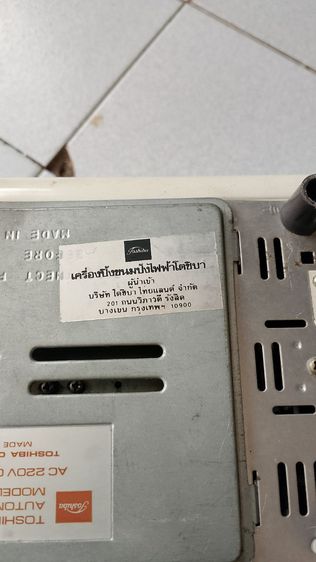 MADE IN
BEFORE
NECT
Toshiba
เครื่องปิ้งขนมปังไฟฟ้าโตชิบา
ผู้นำเข้า
บริษัท โตชิบา ไทยแลนด์ จำกัด
201 ถนนวิภาวดี รังสิต
บางเขน กรุงเทพฯ 10900
Toshiba
TOSHI
AUTOM
MODEL
AC 220V
TOSHIBA C
MADE